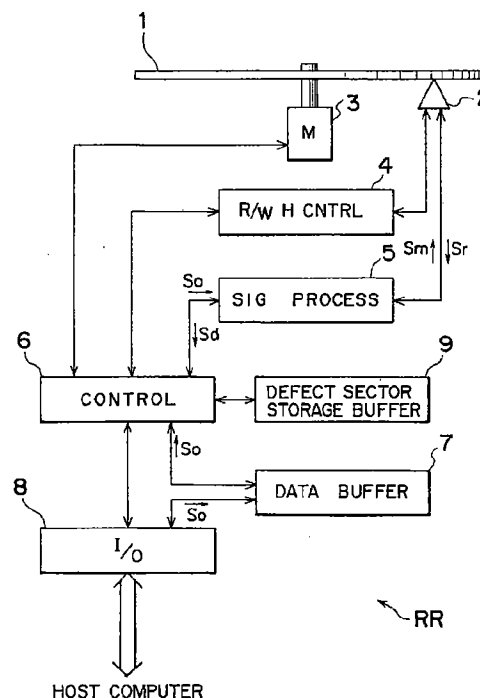 1
2
M
3
4
R/W H CNTRL
Sm Sr
5
So
SIG PROCESS
Sd
6
9
CONTROL
DEFECT SECTOR
STORAGE BUFFER
So
7
8
DATA BUFFER
So
I/O
RR
HOST COMPUTER